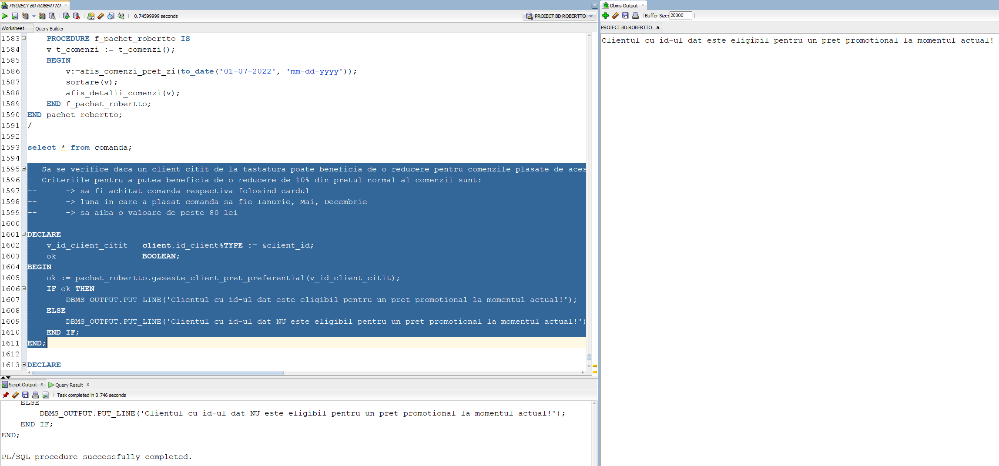 PROIECT BD ROBERTTO
0.74599999 seconds
PROIECT BD ROBERTTO
Worksheet Query Builder
1583 PROCEDURE f_pachet_robertto IS
1584 v t_comenzi := t_comenzi();
1585 BEGIN
1586 v:=afis_comenzi_pref_zi(to_date('01-07-2022', 'mm-dd-yyyy'));
1587 sortare(v);
1588 afis_detalii_comenzi(v);
1589 END f_pachet_robertto;
1590 END pachet_robertto;
1591 /
1592
1593 select * from comanda;
1594
1595 -- Sa se verifice daca un client citit de la tastatura poate beneficia de o reducere pentru comenzile plasate de aces
1596 -- Criteriile pentru a putea beneficia de o reducere de 10% din pretul normal al comenzii sunt:
1597 -- -> sa fi achitat comanda respectiva folosind cardul
1598 -- -> luna in care a plasat comanda sa fie Ianurie, Mai, Decembrie
1599 -- -> sa aiba o valoare de peste 80 lei
1600
1601 DECLARE
1602 v_id_client_citit client.id_client%TYPE := &client_id;
1603 ok BOOLEAN;
1604 BEGIN
1605 ok := pachet_robertto.gaseste_client_pret_preferential(v_id_client_citit);
1606 IF ok THEN
1607 DBMS_OUTPUT.PUT_LINE('Clientul cu id-ul dat este eligibil pentru un pret promotional la momentul actual!');
1608 ELSE
1609 DBMS_OUTPUT.PUT_LINE('Clientul cu id-ul dat NU este eligibil pentru un pret promotional la momentul actual!')
1610 END IF;
1611 END;
1612
1613 DECLARE
Script Output x Query Result x
Task completed in 0.746 seconds
ELSE
DBMS_OUTPUT.PUT_LINE('Clientul cu id-ul dat NU este eligibil pentru un pret promotional la momentul actual!');
END IF;
END;
PL/SQL procedure successfully completed.
Dbms Output
Buffer Size: 20000
PROIECT BD ROBERTTO x
Clientul cu id-ul dat este eligibil pentru un pret promotional la momentul actual!